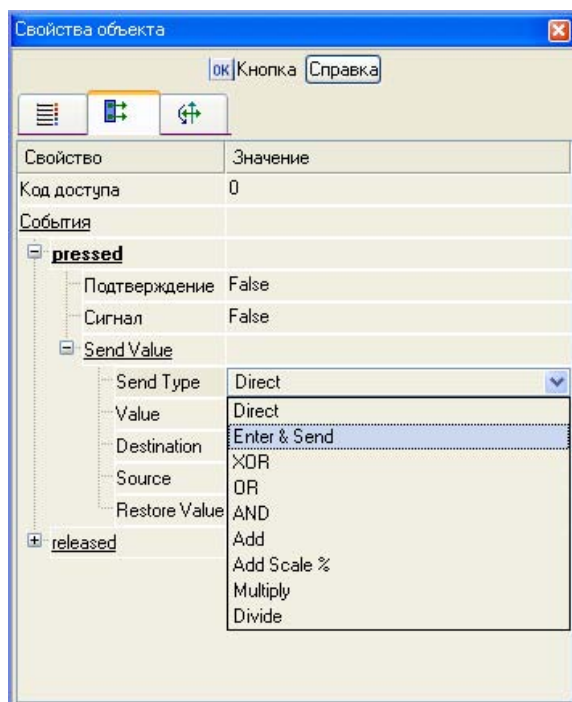 Свойства объекта
OK Кнопка Справка
Свойство Значение
Код доступа 0
События
pressed
Подтверждение False
Сигнал False
Send Value
Send Type Direct
Value Direct
Destination Enter & Send
XOR
Source OR
Restore Value AND
released Add
Add Scale %
Multiply
Divide